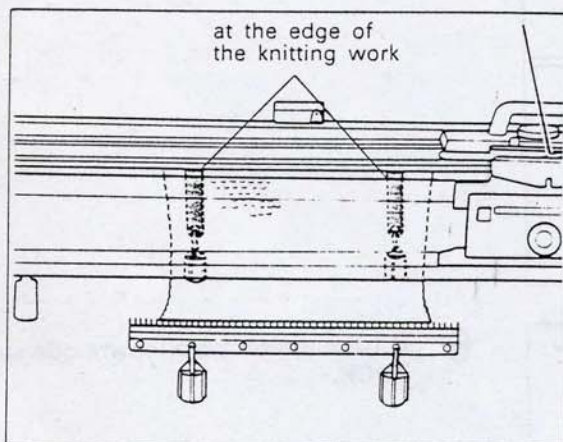 at the edge of
the knitting work